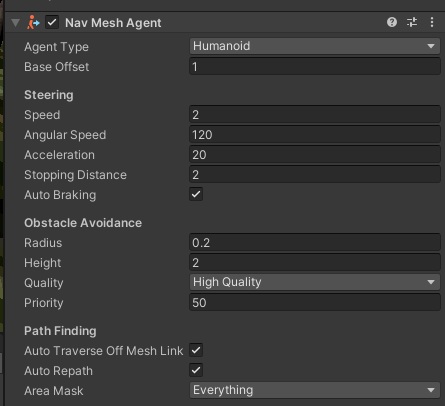 Nav Mesh Agent
Agent Type Humanoid
Base Offset 1
Steering
Speed 2
Angular Speed 120
Acceleration 20
Stopping Distance 2
Auto Braking
Obstacle Avoidance
Radius 0.2
Height 2
Quality High Quality
Priority 50
Path Finding
Auto Traverse Off Mesh Link
Auto Repath
Area Mask Everything